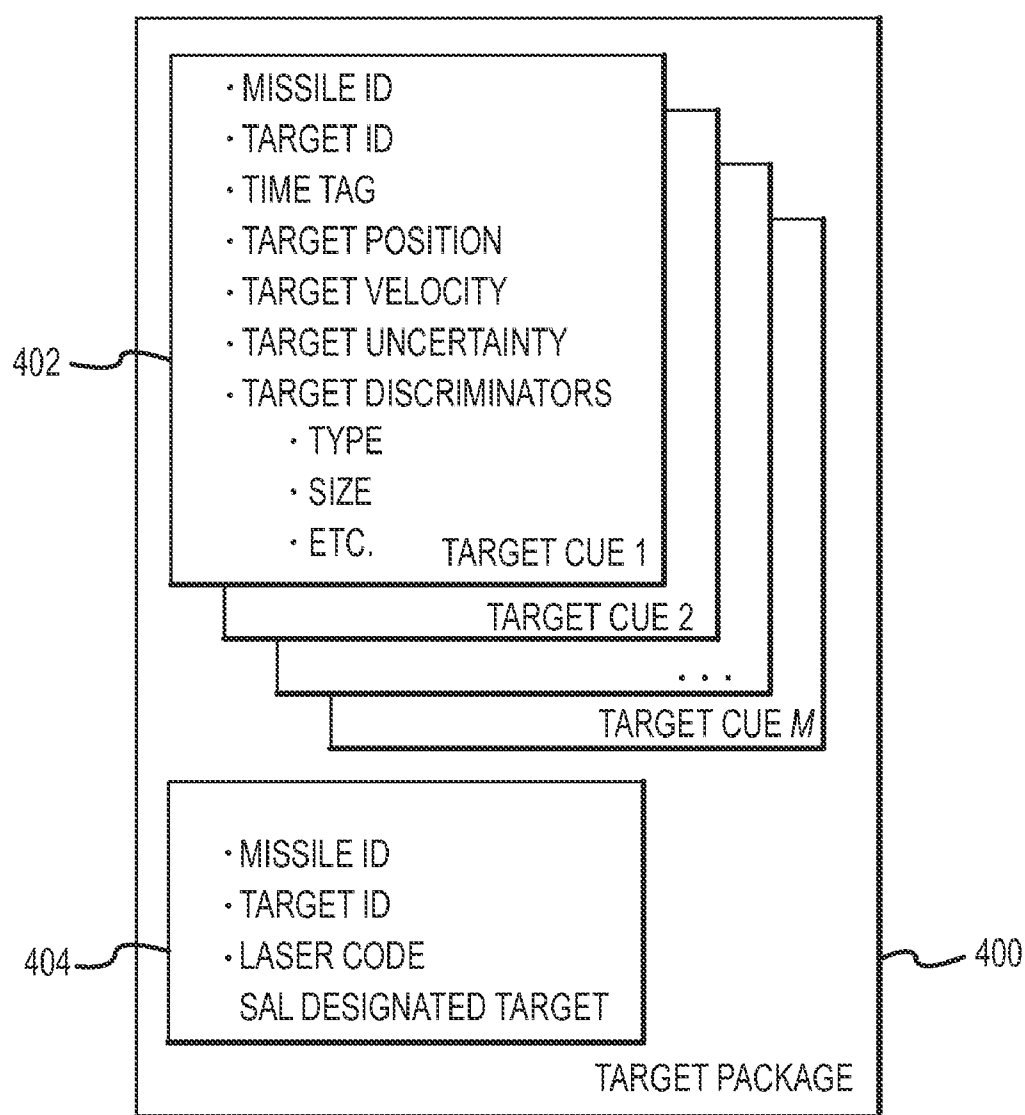 · MISSILE ID
· TARGET ID
· TIME TAG
· TARGET POSITION
· TARGET VELOCITY
· TARGET UNCERTAINTY
402
· TARGET DISCRIMINATORS
· TYPE
· SIZE
· ETC.
TARGET CUE 1
TARGET CUE 2
. . .
TARGET CUE M
· MISSILE ID
· TARGET ID
404
· LASER CODE
400
SAL DESIGNATED TARGET
TARGET PACKAGE